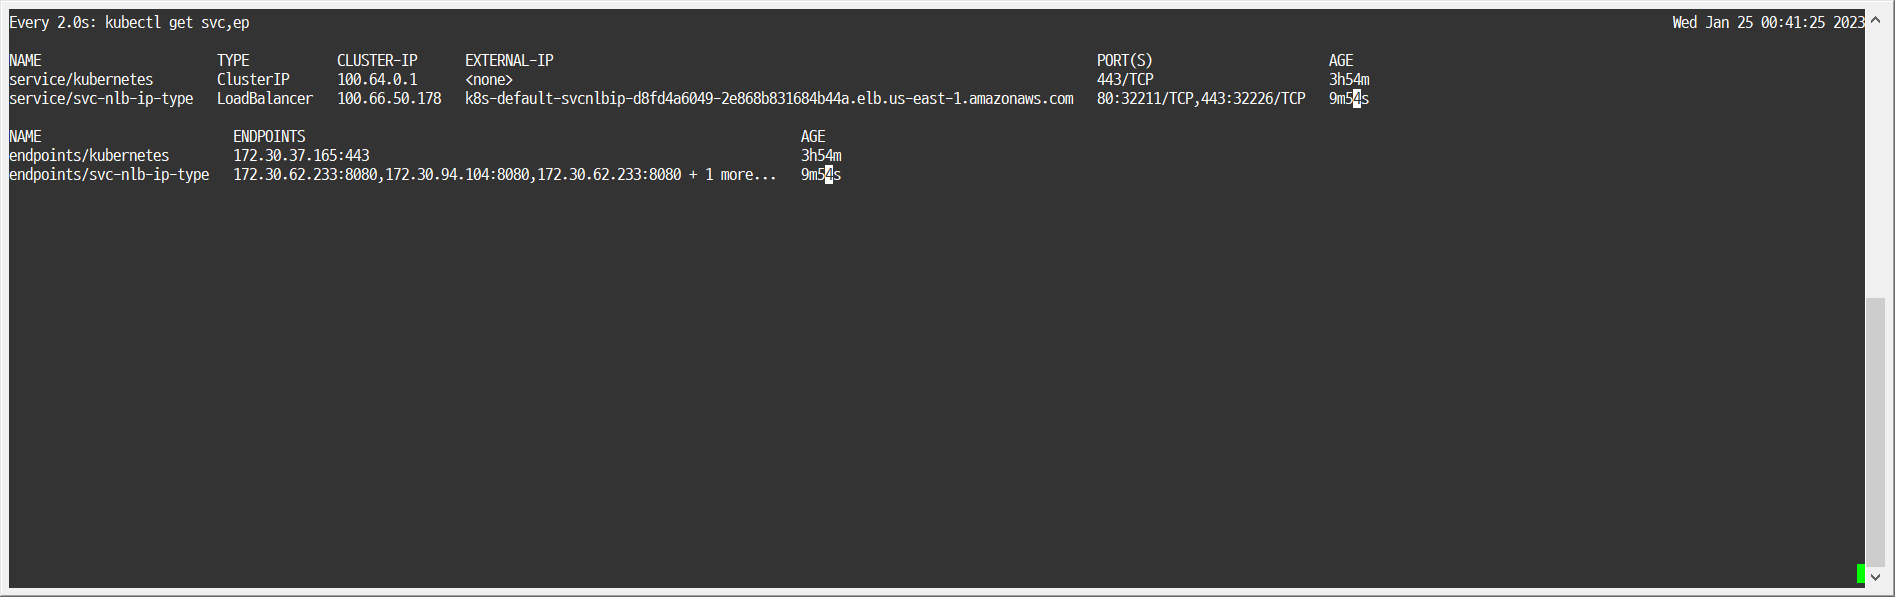 Every 2.0s: kubectl get svc,ep Wed Jan 25 00:41:25 2023
NAME TYPE CLUSTER-IP EXTERNAL-IP PORT(S) AGE
service/kubernetes ClusterIP 100.64.0.1 <none> 443/TCP 3h54m
service/svc-nlb-ip-type LoadBalancer 100.66.50.178 k8s-default-svcnlbip-d8fd4a6049-2e868b831684b44a.elb.us-east-1.amazonaws.com 80:32211/TCP,443:32226/TCP 9m54s
NAME ENDPOINTS AGE
endpoints/kubernetes 172.30.37.165:443 3h54m
endpoints/svc-nlb-ip-type 172.30.62.233:8080,172.30.94.104:8080,172.30.62.233:8080 + 1 more... 9m54s